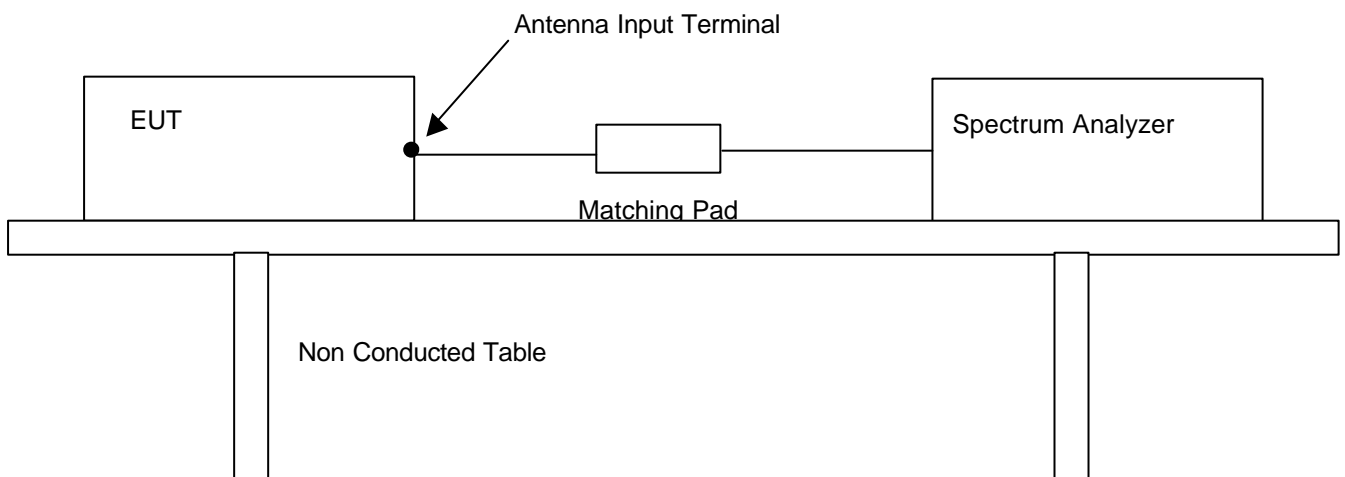 Antenna Input Terminal
EUT
Spectrum Analyzer
Matching Pad
Non Conducted Table